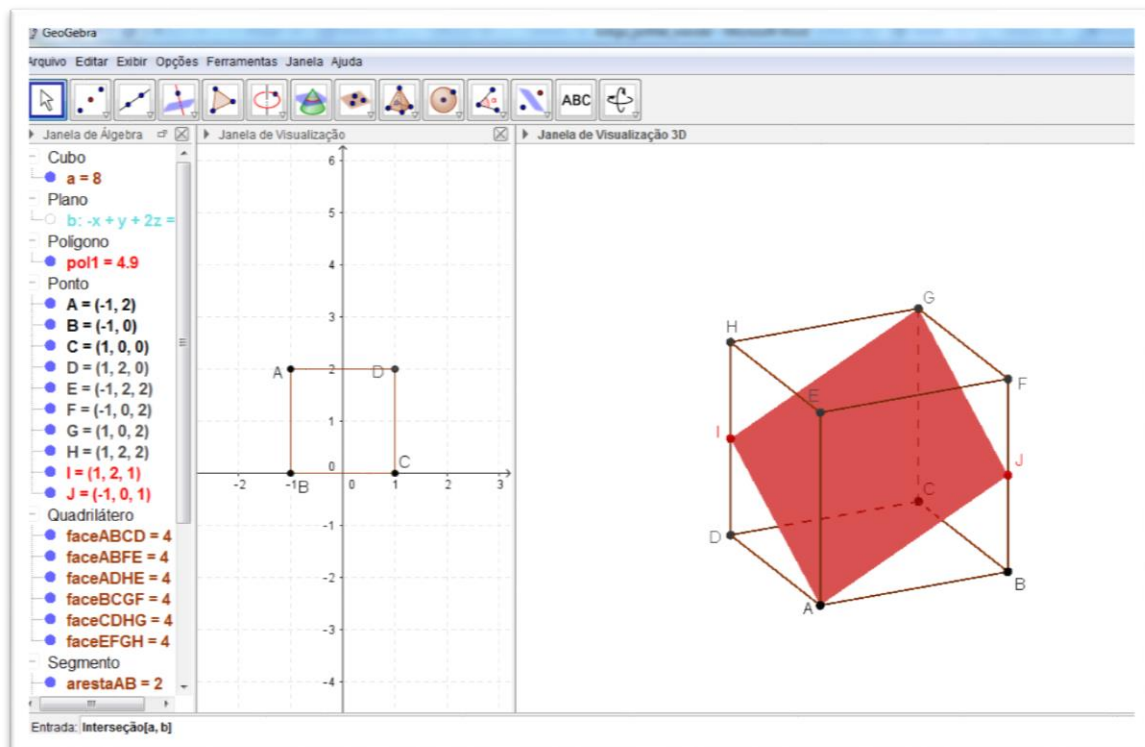 GeoGebra
Arquivo Editar Exibir Opções Ferramentas Janela Ajuda
ABC
Janela de Álgebra
Janela de Visualização
Janela de Visualização 3D
Cubo
a = 8
Plano
b: -x + y + 2z =
Polígono
pol1 = 4.9
Ponto
A = (-1, 2)
B = (-1, 0)
C = (1, 0, 0)
D = (1, 2, 0)
E = (-1, 2, 2)
F = (-1, 0, 2)
G = (1, 0, 2)
H = (1, 2, 2)
I = (1, 2, 1)
J = (-1, 0, 1)
Quadrilátero
faceABCD = 4
faceABFE = 4
faceADHE = 4
faceBCGF = 4
faceCDHG = 4
faceEFGH = 4
Segmento
arestaAB = 2
6
5
4
3
A 2 D
1
0 C
-2 -1 B 0 1 2 3
-1
-2
-3
-4
G
H
F
E
I
J
C
D
B
A
Entrada: Interseção[a, b]